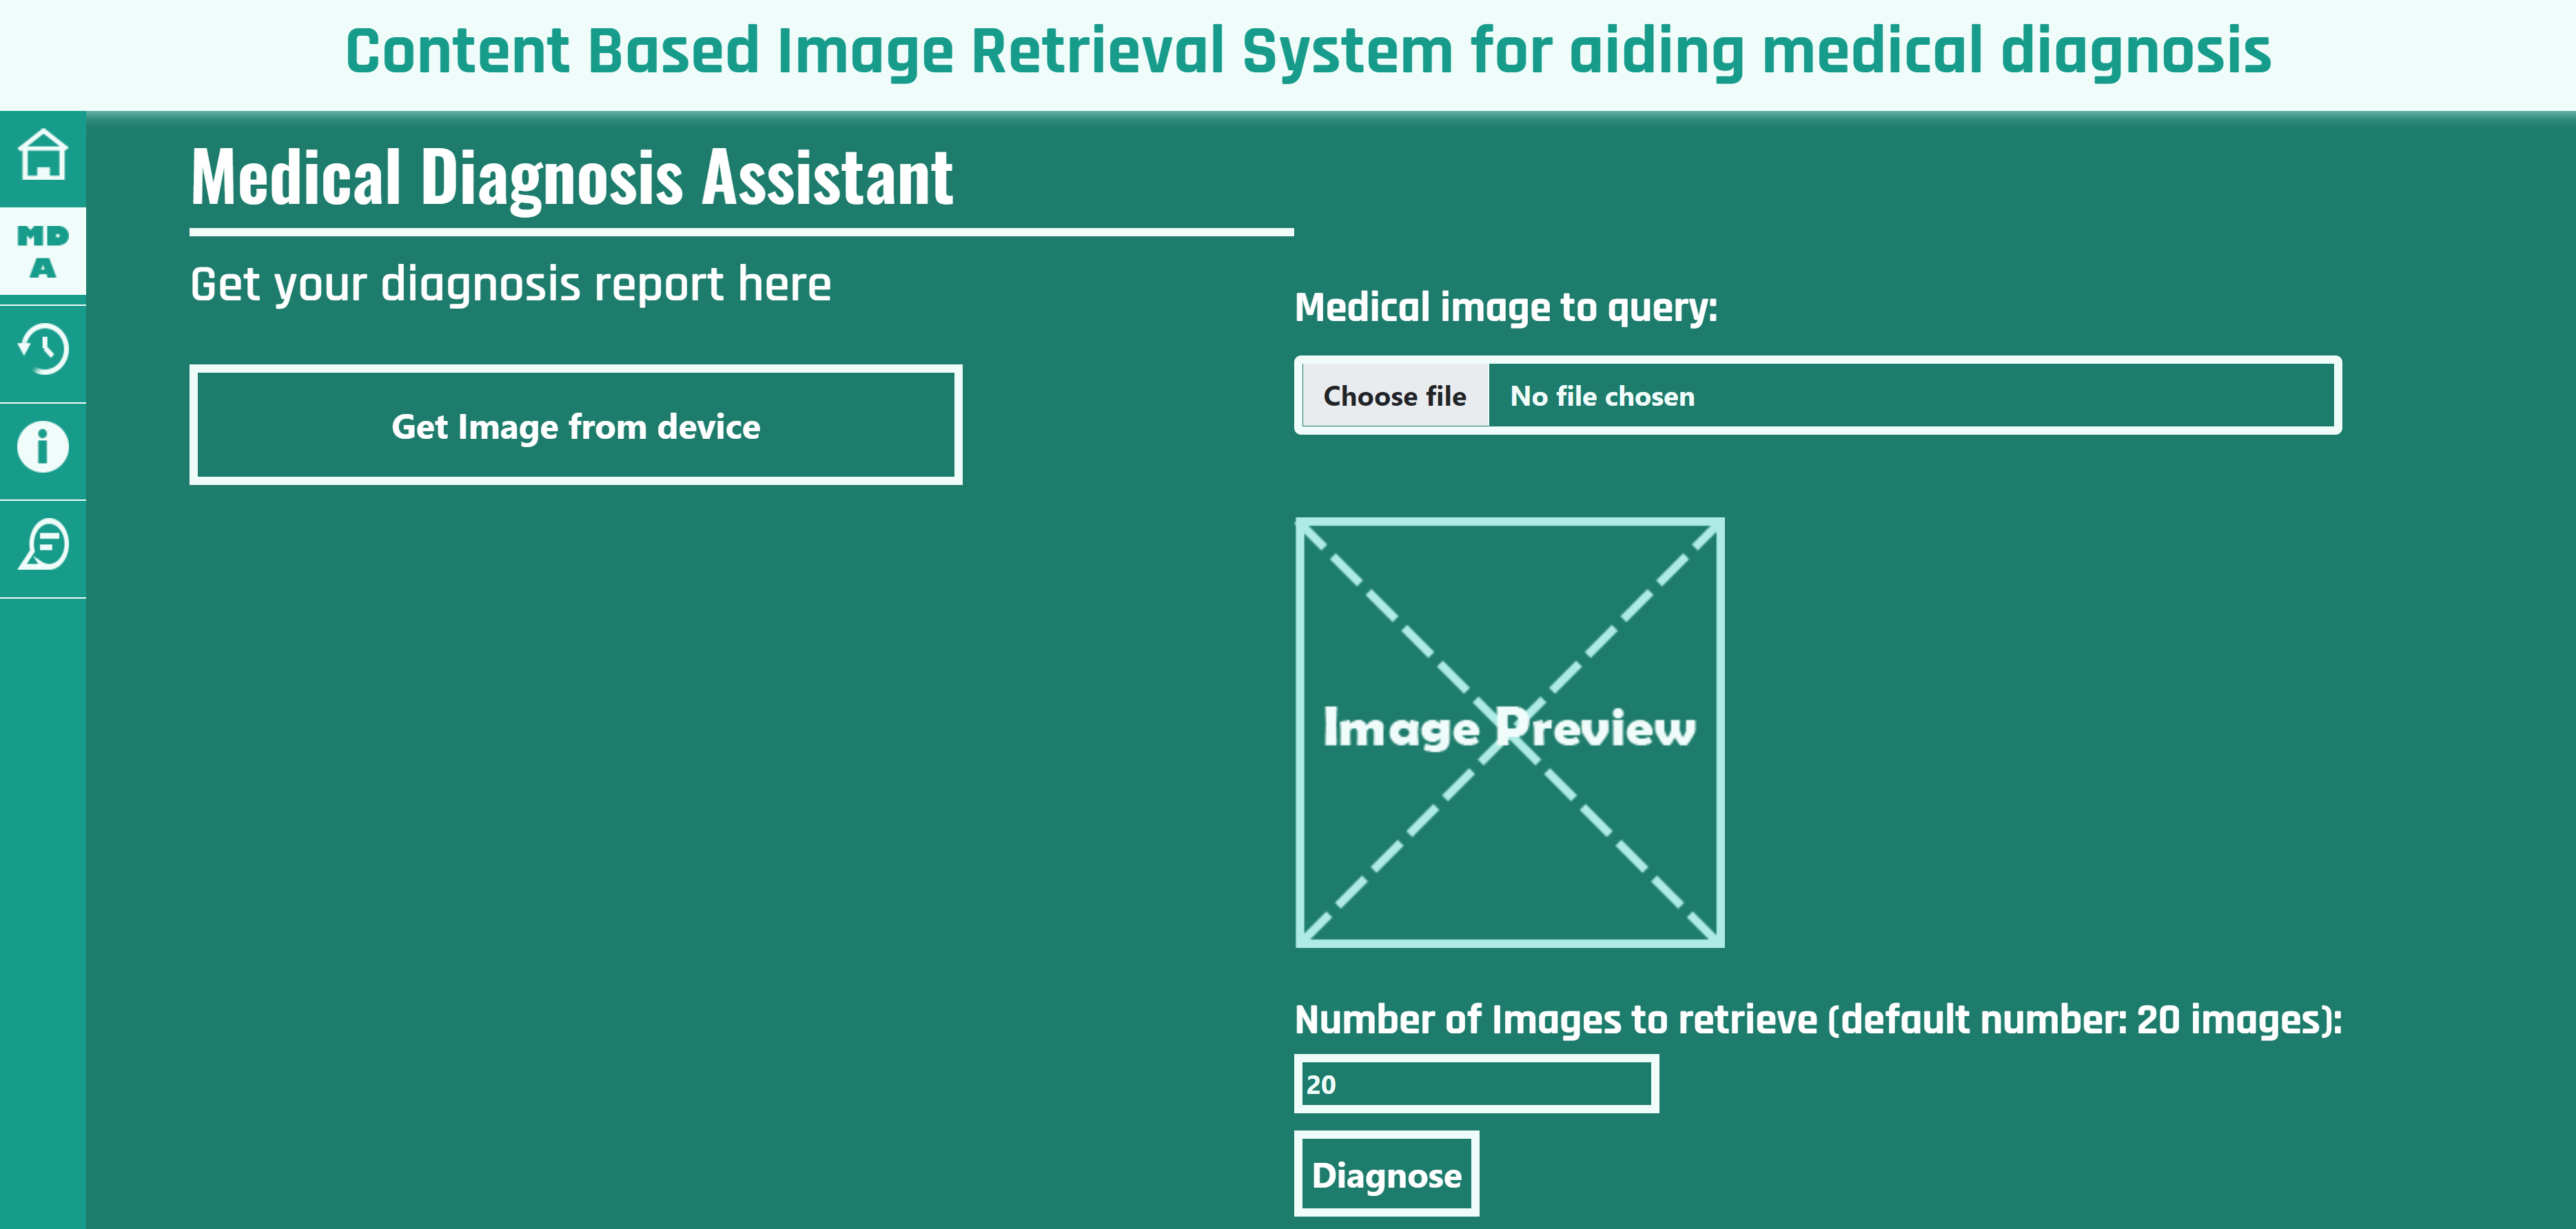 Content Based Image Retrieval System for aiding medical diagnosis
MD
A
Medical Diagnosis Assistant
Get your diagnosis report here
Get Image from device
Medical image to query:
Choose file No file chosen
Image Preview
Number of Images to retrieve (default number: 20 images):
20
Diagnose